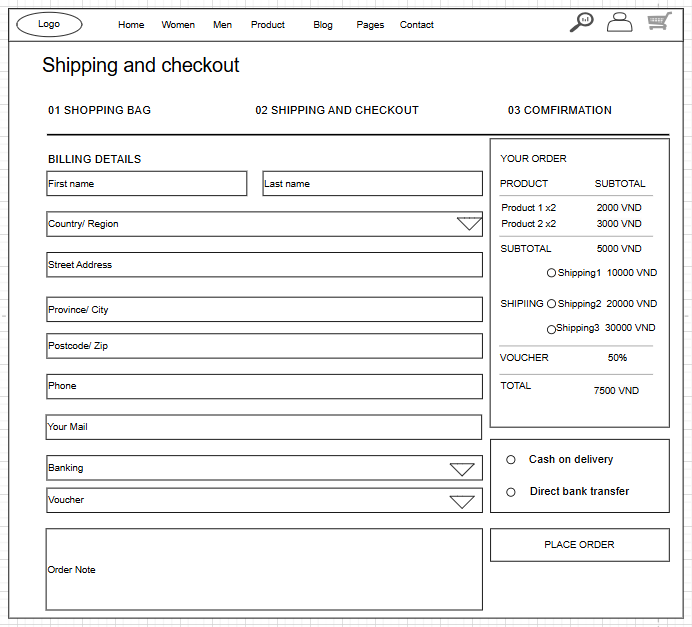 Logo Home Women Men Product Blog Pages Contact
Shipping and checkout
01 SHOPPING BAG 02 SHIPPING AND CHECKOUT 03 COMFIRMATION
BILLING DETAILS
First name Last name
Country/ Region
Street Address
Province/ City
Postcode/ Zip
Phone
Your Mail
Banking
Voucher
Order Note
YOUR ORDER
PRODUCT SUBTOTAL
Product 1 x2 2000 VND
Product 2 x2 3000 VND
SUBTOTAL 5000 VND
Shipping1 10000 VND
SHIPIING Shipping2 20000 VND
Shipping3 30000 VND
VOUCHER 50%
TOTAL 7500 VND
Cash on delivery
Direct bank transfer
PLACE ORDER